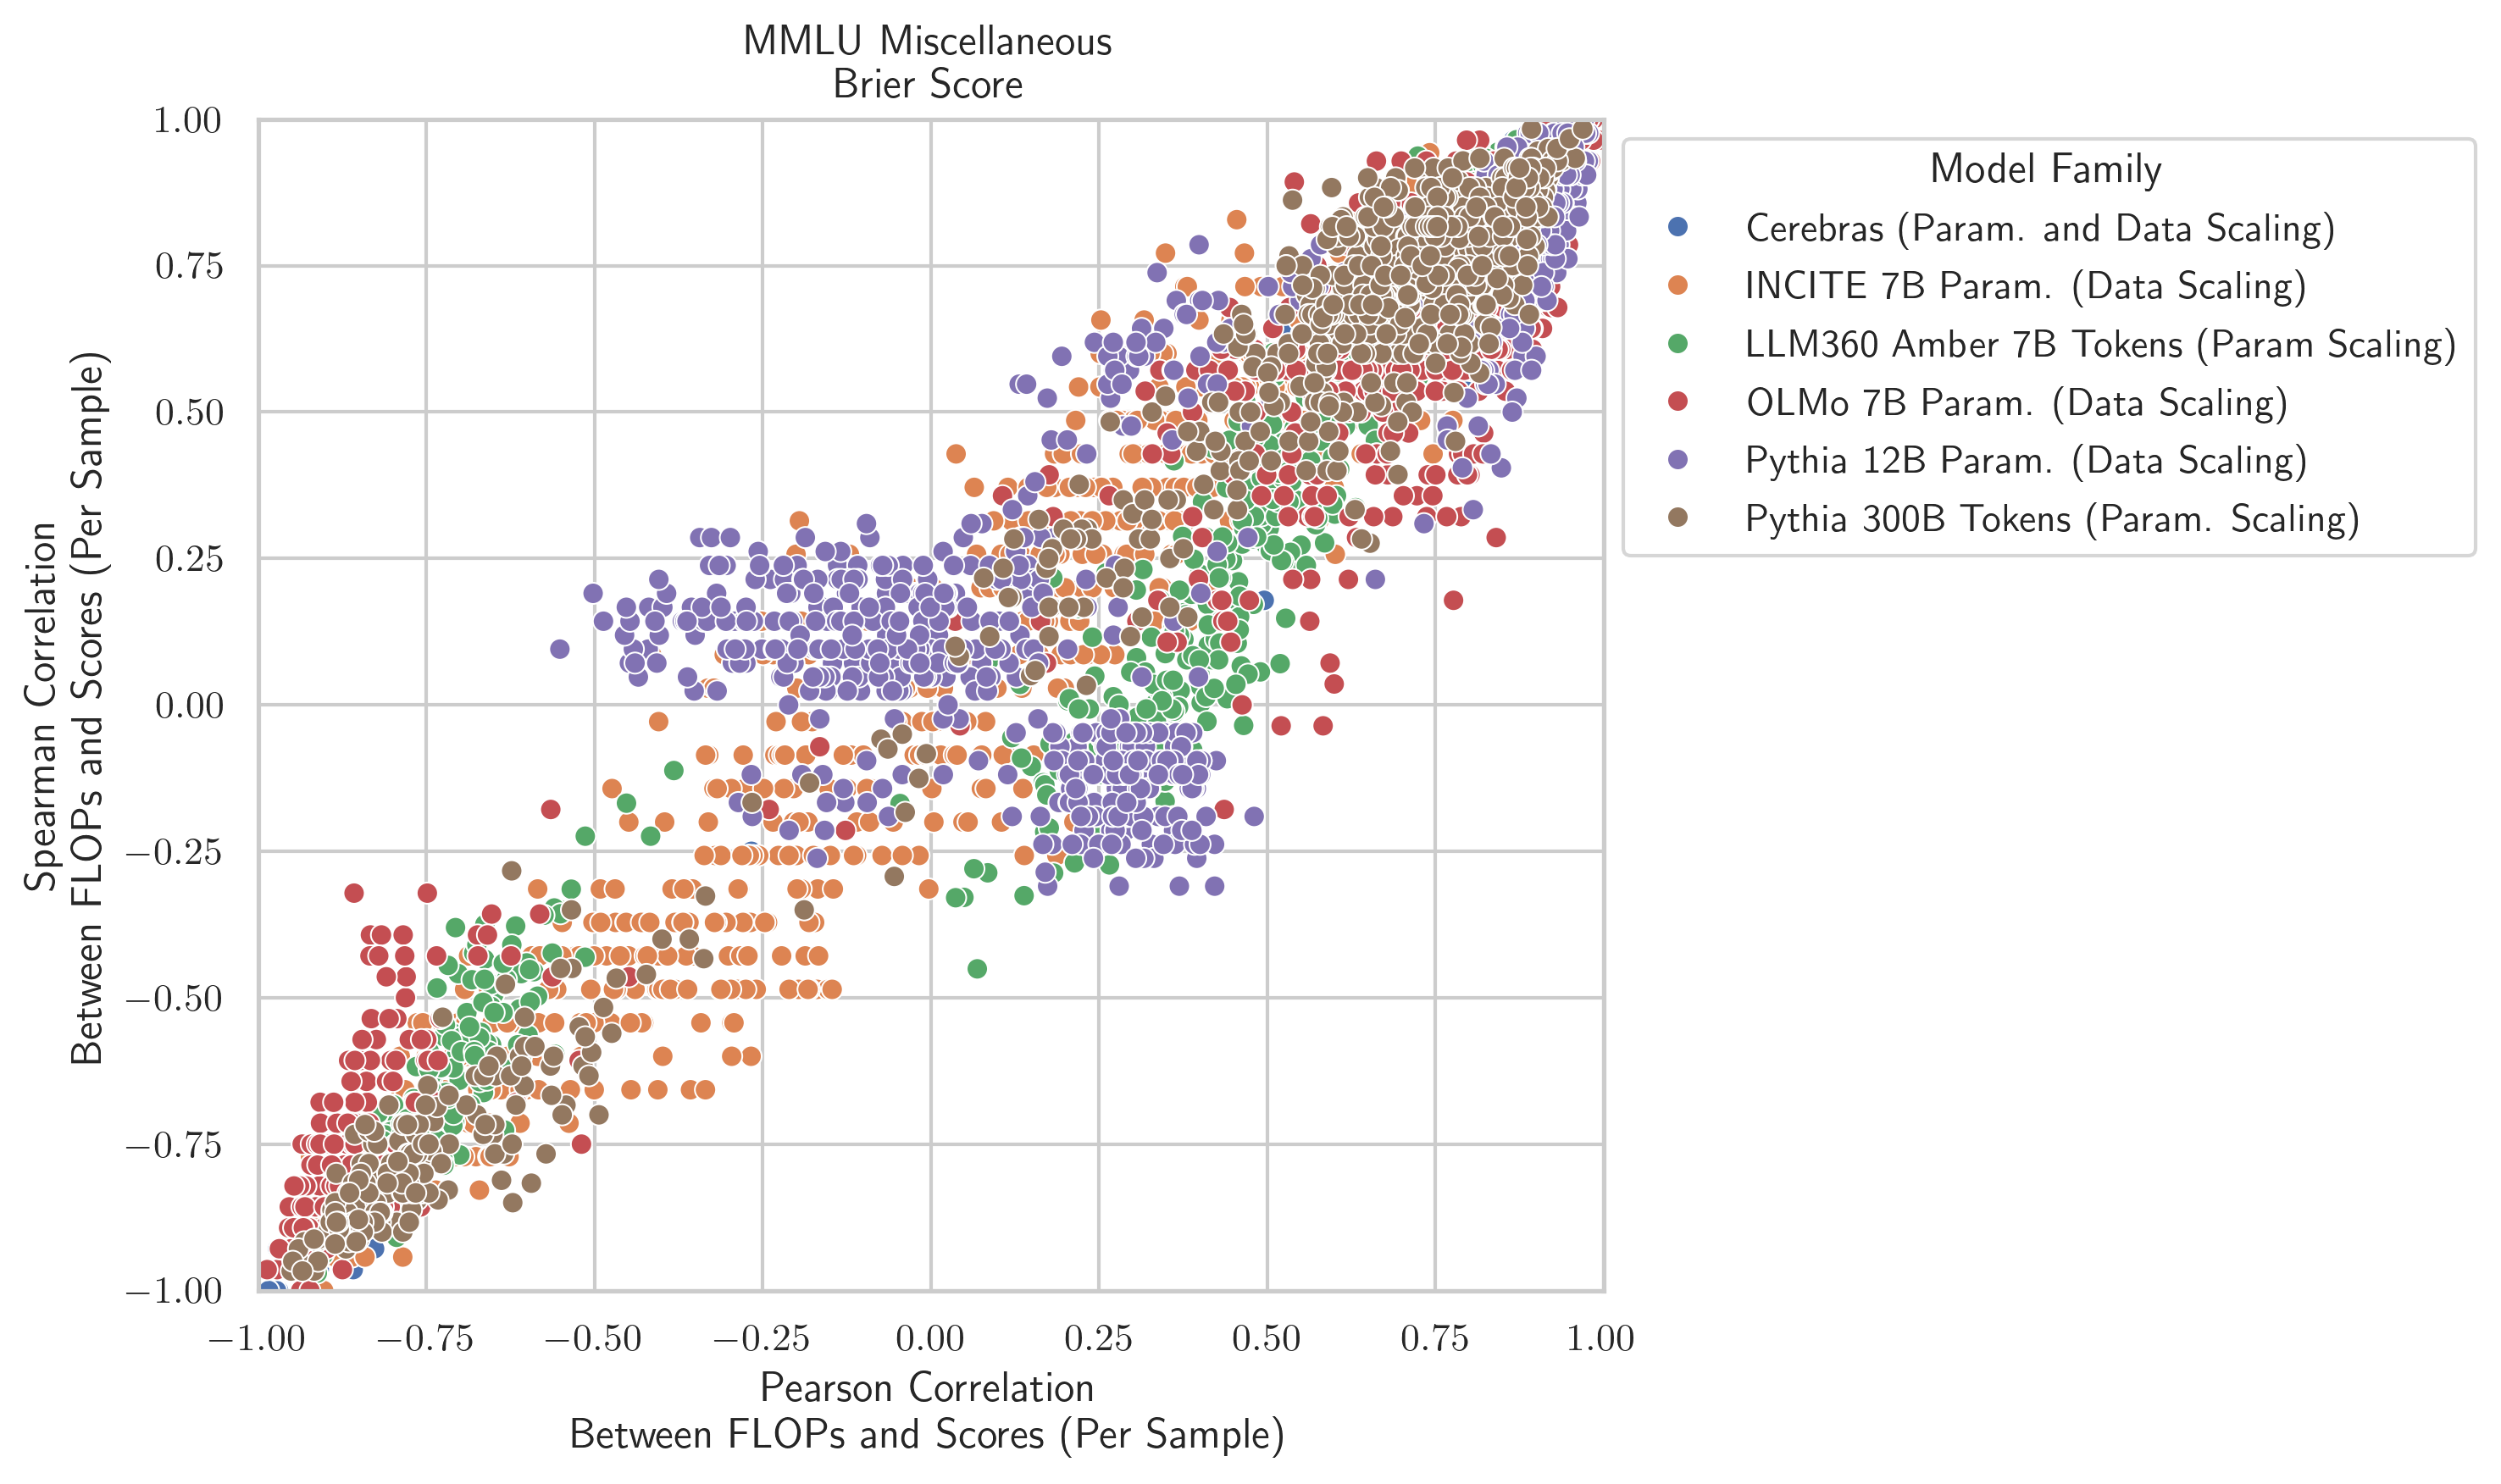 MMLU Miscellaneous
Brier Score
Spearman Correlation
Between FLOPs and Scores (Per Sample)
1.00
0.75
0.50
0.25
0.00
−0.25
−0.50
−0.75
−1.00
−1.00 −0.75 −0.50 −0.25 0.00 0.25 0.50 0.75 1.00
Pearson Correlation
Between FLOPs and Scores (Per Sample)
Model Family
Cerebras (Param. and Data Scaling)
INCITE 7B Param. (Data Scaling)
LLM360 Amber 7B Tokens (Param Scaling)
OLMo 7B Param. (Data Scaling)
Pythia 12B Param. (Data Scaling)
Pythia 300B Tokens (Param. Scaling)